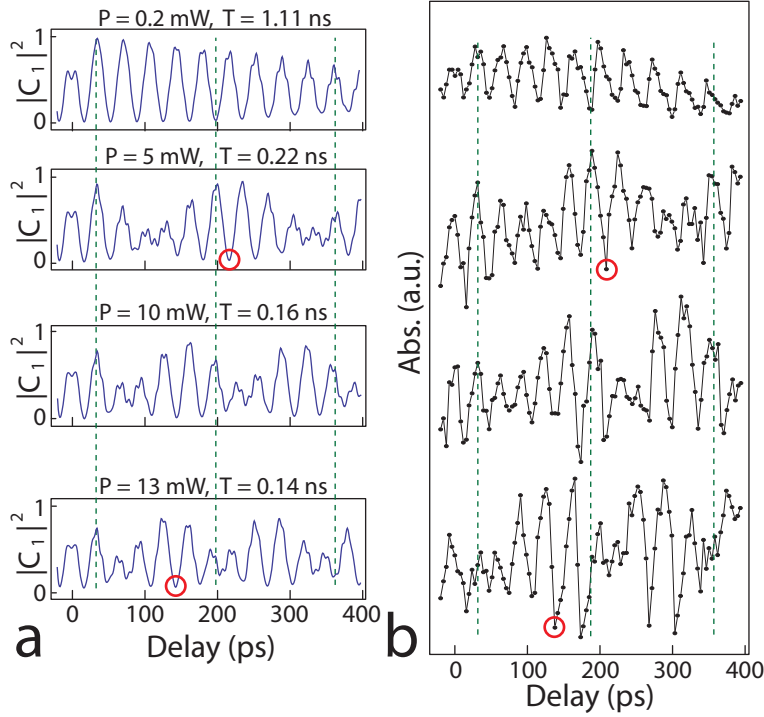 P = 0.2 mW, T = 1.11 ns
|C₁|²
1
0
P = 5 mW, T = 0.22 ns
|C₁|²
1
0
P = 10 mW, T = 0.16 ns
|C₁|²
1
0
P = 13 mW, T = 0.14 ns
|C₁|²
1
0
0 100 200 300 400
Delay (ps)
a
Abs. (a.u.)
0 100 200 300 400
Delay (ps)
b